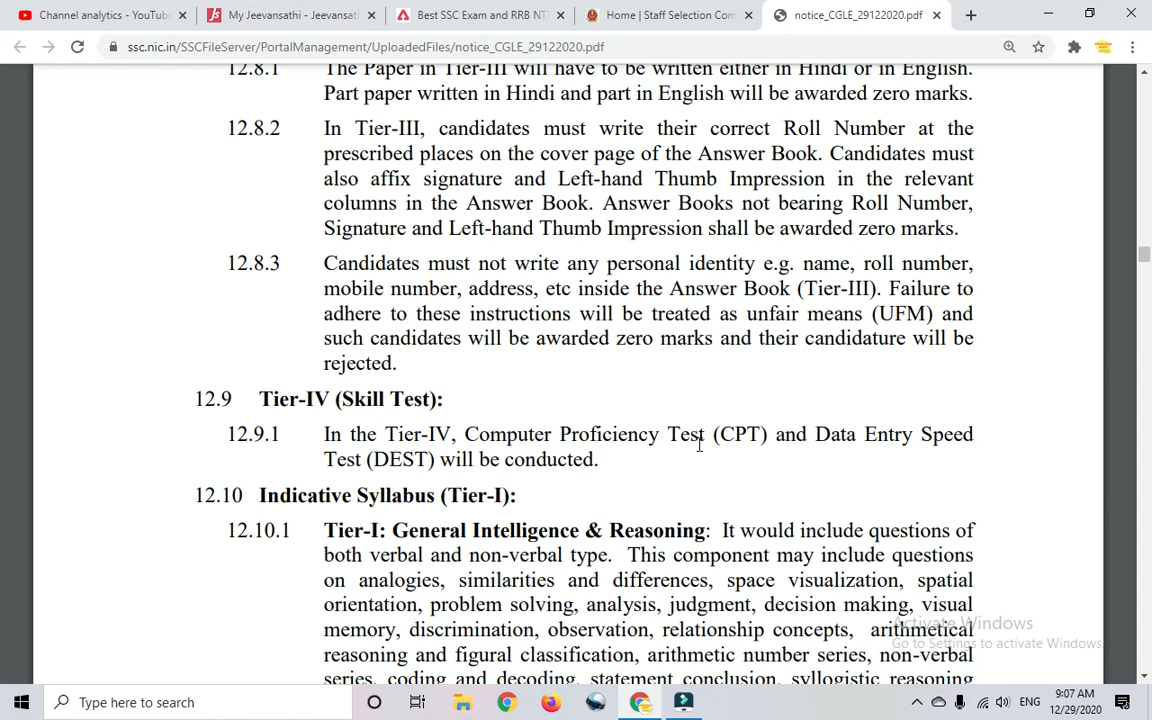 Channel analytics - YouTube
My Jeevansathi - Jeevansathi
Best SSC Exam and RRB NT
Home | Staff Selection Com
notice_CGLE_29122020.pdf
ssc.nic.in/SSCFileServer/PortalManagement/UploadedFiles/notice_CGLE_29122020.pdf
12.8.1 The Paper in Tier-III will have to be written either in Hindi or in English.
Part paper written in Hindi and part in English will be awarded zero marks.
12.8.2 In Tier-III, candidates must write their correct Roll Number at the
prescribed places on the cover page of the Answer Book. Candidates must
also affix signature and Left-hand Thumb Impression in the relevant
columns in the Answer Book. Answer Books not bearing Roll Number,
Signature and Left-hand Thumb Impression shall be awarded zero marks.
12.8.3 Candidates must not write any personal identity e.g. name, roll number,
mobile number, address, etc inside the Answer Book (Tier-III). Failure to
adhere to these instructions will be treated as unfair means (UFM) and
such candidates will be awarded zero marks and their candidature will be
rejected.
12.9 Tier-IV (Skill Test):
12.9.1 In the Tier-IV, Computer Proficiency Test (CPT) and Data Entry Speed
Test (DEST) will be conducted.
12.10 Indicative Syllabus (Tier-I):
12.10.1 Tier-I: General Intelligence & Reasoning: It would include questions of
both verbal and non-verbal type. This component may include questions
on analogies, similarities and differences, space visualization, spatial
orientation, problem solving, analysis, judgment, decision making, visual
memory, discrimination, observation, relationship concepts, arithmetical
reasoning and figural classification, arithmetic number series, non-verbal
series, coding and decoding, statement conclusion, syllogistic reasoning
Activate Windows
Go to Settings to activate Windows.
Type here to search
ENG
9:07 AM
12/29/2020